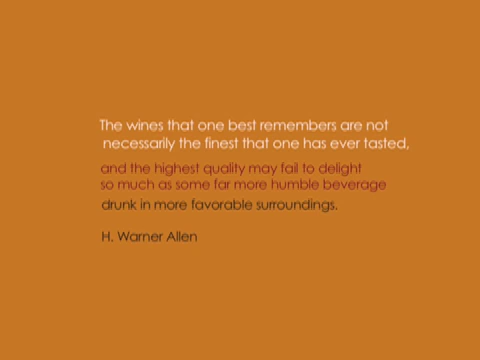 The wines that one best remembers are not
necessarily the finest that one has ever tasted,
and the highest quality may fail to delight
so much as some far more humble beverage
drunk in more favorable surroundings.
H. Warner Allen